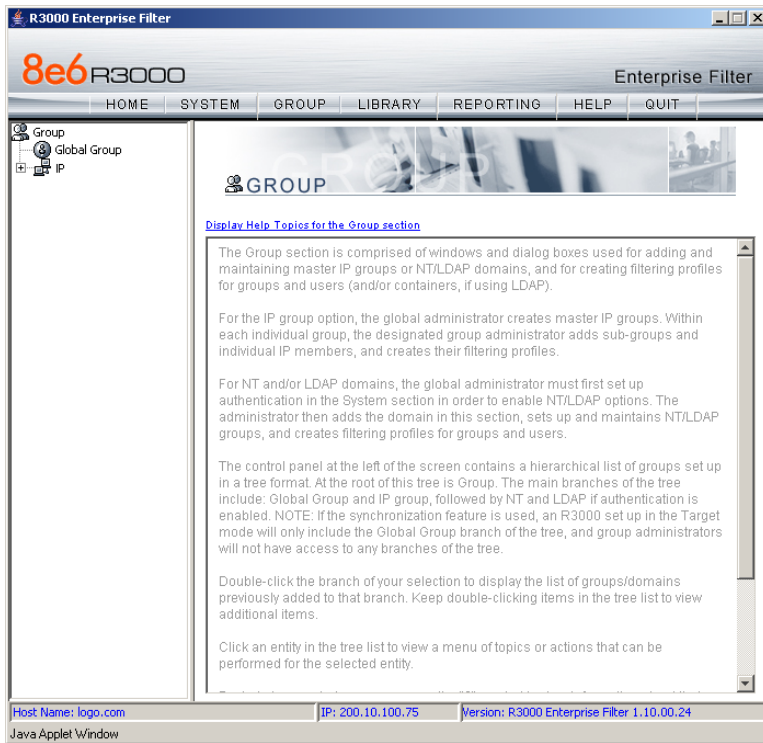 R3000 Enterprise Filter
8e6 R3000
Enterprise Filter
HOME SYSTEM GROUP LIBRARY REPORTING HELP QUIT
Group
Global Group
IP
GROUP
GROUP
Display Help Topics for the Group section
The Group section is comprised of windows and dialog boxes used for adding and
maintaining master IP groups or NT/LDAP domains, and for creating filtering profiles
for groups and users (and/or containers, if using LDAP).
For the IP group option, the global administrator creates master IP groups. Within
each individual group, the designated group administrator adds sub-groups and
individual IP members, and creates their filtering profiles.
For NT and/or LDAP domains, the global administrator must first set up
authentication in the System section in order to enable NT/LDAP options. The
administrator then adds the domain in this section, sets up and maintains NT/LDAP
groups, and creates filtering profiles for groups and users.
The control panel at the left of the screen contains a hierarchical list of groups set up
in a tree format. At the root of this tree is Group. The main branches of the tree
include: Global Group and IP group, followed by NT and LDAP if authentication is
enabled. NOTE: If the synchronization feature is used, an R3000 set up in the Target
mode will only include the Global Group branch of the tree, and group administrators
will not have access to any branches of the tree.
Double-click the branch of your selection to display the list of groups/domains
previously added to that branch. Keep double-clicking items in the tree list to view
additional items.
Click an entity in the tree list to view a menu of topics or actions that can be
performed for the selected entity.
Host Name: logo.com
IP: 200.10.100.75
Version: R3000 Enterprise Filter 1.10.00.24
Java Applet Window